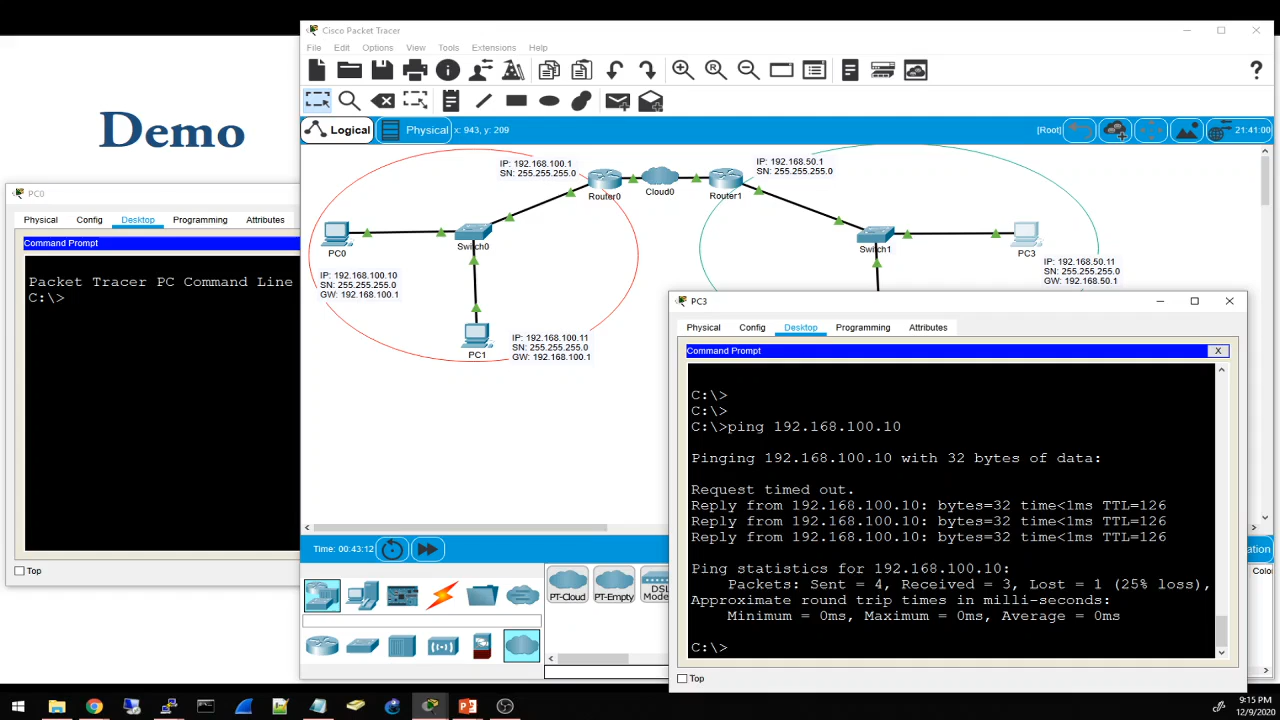 Demo
Cisco Packet Tracer
File Edit Options View Tools Extensions Help
Logical Physical x: 943, y: 209 [Root] 21:41:00
IP: 192.168.100.1
SN: 255.255.255.0
Router0
Cloud0
Router1
IP: 192.168.50.1
SN: 255.255.255.0
PC0
Switch0
IP: 192.168.100.10
SN: 255.255.255.0
GW: 192.168.100.1
PC1
IP: 192.168.100.11
SN: 255.255.255.0
GW: 192.168.100.1
Switch1
PC3
IP: 192.168.50.11
SN: 255.255.255.0
GW: 192.168.50.1
PC0
Physical Config Desktop Programming Attributes
Command Prompt
Packet Tracer PC Command Line
C:\>
Top
PC3
Physical Config Desktop Programming Attributes
Command Prompt X
C:\>
C:\>
C:\>ping 192.168.100.10
Pinging 192.168.100.10 with 32 bytes of data:
Request timed out.
Reply from 192.168.100.10: bytes=32 time<1ms TTL=126
Reply from 192.168.100.10: bytes=32 time<1ms TTL=126
Reply from 192.168.100.10: bytes=32 time<1ms TTL=126
Ping statistics for 192.168.100.10:
Packets: Sent = 4, Received = 3, Lost = 1 (25% loss),
Approximate round trip times in milli-seconds:
Minimum = 0ms, Maximum = 0ms, Average = 0ms
C:\>
Top
Time: 00:43:12
PT-Cloud PT-Empty DSL
9:15 PM
12/9/2020